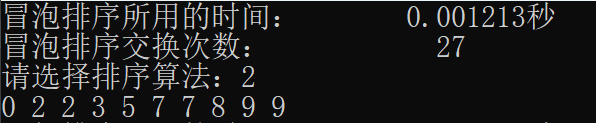 冒泡排序所用的时间：        0.001213秒
冒泡排序交换次数：          27
请选择排序算法：2
0 2 2 3 5 7 7 8 9 9